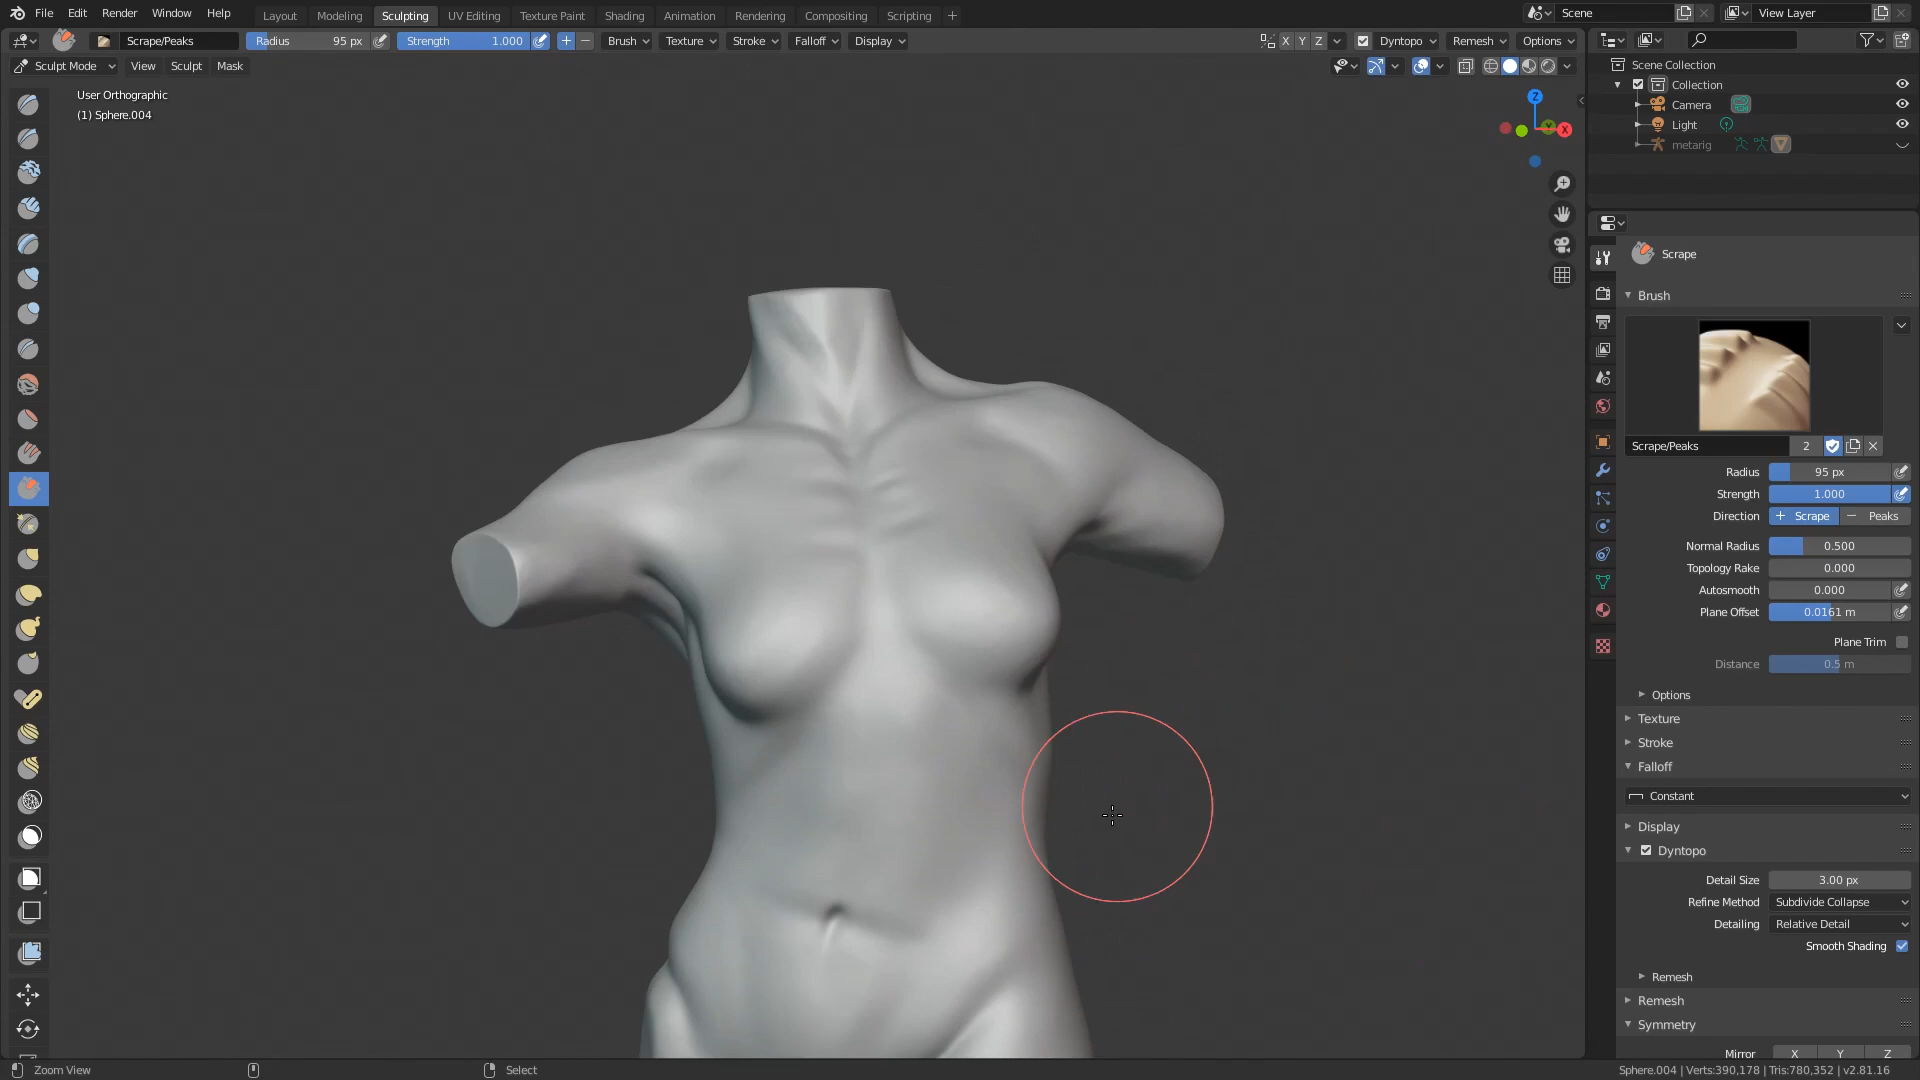 File Edit Render Window Help Layout Modeling Sculpting UV Editing Texture Paint Shading Animation Rendering Compositing Scripting + Scene View Layer
Scrape/Peaks Radius 95 px Strength 1.000 Brush Texture Stroke Falloff Display X Y Z Dyntopo Remesh Options
Sculpt Mode View Sculpt Mask
User Orthographic
(1) Sphere.004
Z
Y
X
Scene Collection
Collection
Camera
Light
metarig
Scrape
Brush
Scrape/Peaks 2
Radius 95 px
Strength 1.000
Direction + Scrape − Peaks
Normal Radius 0.500
Topology Rake 0.000
Autosmooth 0.000
Plane Offset 0.0161 m
Plane Trim
Distance 0.5 m
Options
Texture
Stroke
Falloff
Constant
Display
Dyntopo
Detail Size 3.00 px
Refine Method Subdivide Collapse
Detailing Relative Detail
Smooth Shading
Remesh
Remesh
Symmetry
Mirror X Y Z
Zoom View Select Sphere.004 | Verts:390,178 | Tris:780,352 | v2.81.16